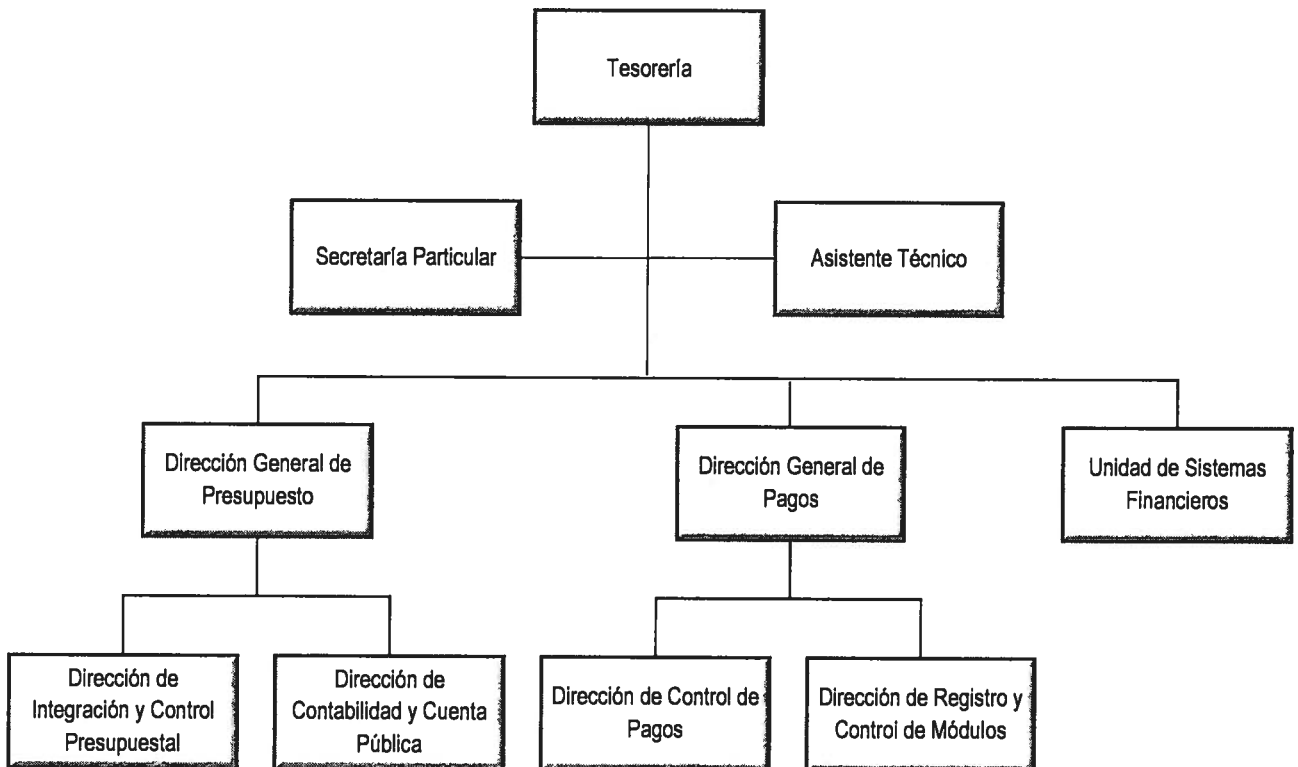 Tesorería
Secretaría Particular
Asistente Técnico
Dirección General de
Presupuesto
Dirección General de
Pagos
Unidad de Sistemas
Financieros
Dirección de
Integración y Control
Presupuestal
Dirección de
Contabilidad y Cuenta
Pública
Dirección de Control de
Pagos
Dirección de Registro y
Control de Módulos